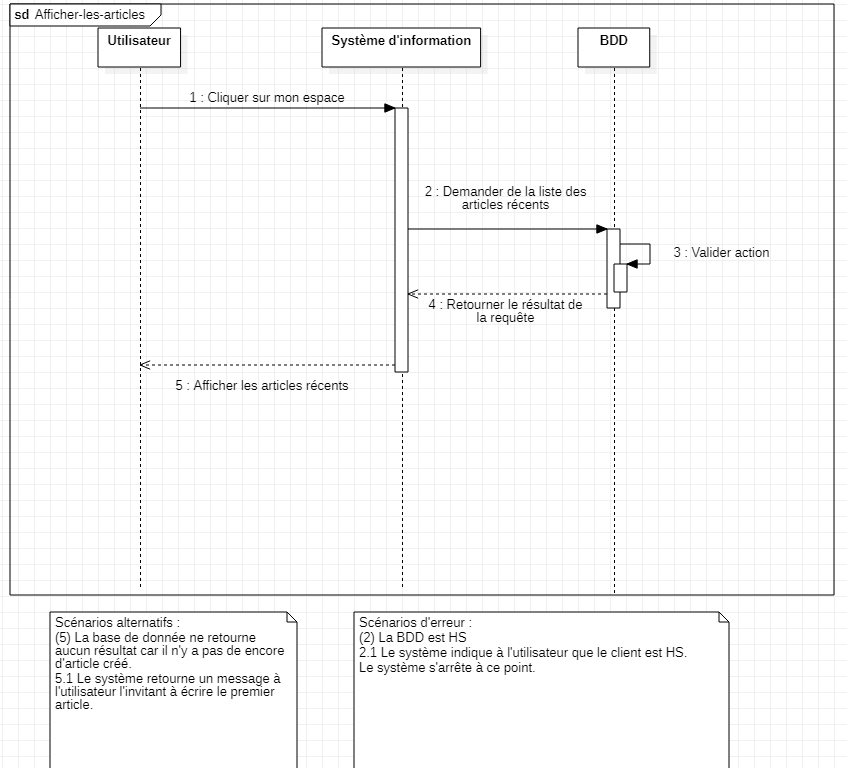 sd Afficher-les-articles
Utilisateur
Système d'information
BDD
1 : Cliquer sur mon espace
2 : Demander de la liste des
articles récents
3 : Valider action
4 : Retourner le résultat de
la requête
5 : Afficher les articles récents
Scénarios alternatifs :
(5) La base de donnée ne retourne
aucun résultat car il n'y a pas de encore
d'article créé.
5.1 Le système retourne un message à
l'utilisateur l'invitant à écrire le premier
article.
Scénarios d'erreur :
(2) La BDD est HS
2.1 Le système indique à l'utilisateur que le client est HS.
Le système s'arrête à ce point.